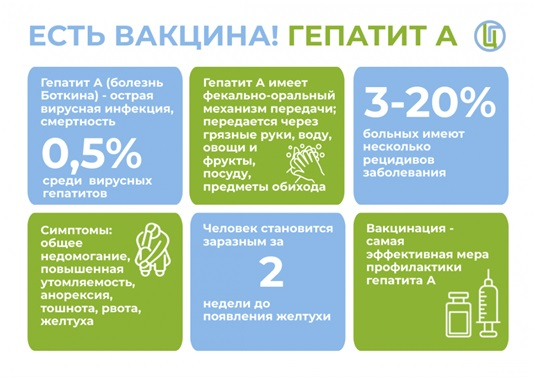 ЕСТЬ ВАКЦИНА! ГЕПАТИТ А
Гепатит А (болезнь
Боткина) - острая
вирусная инфекция,
смертность
0,5%
среди вирусных
гепатитов
Гепатит А имеет
фекально-оральный
механизм передачи;
передается через
грязные руки, воду,
овощи и
фрукты,
посуду,
предметы обихода
3-20%
больных имеют
несколько
рецидивов
заболевания
Симптомы:
общее
недомогание,
повышенная
утомляемость,
анорексия,
тошнота, рвота,
желтуха
Человек становится
заразным за
2
недели до
появления желтухи
Вакцинация -
самая
эффективная мера
профилактики
гепатита А